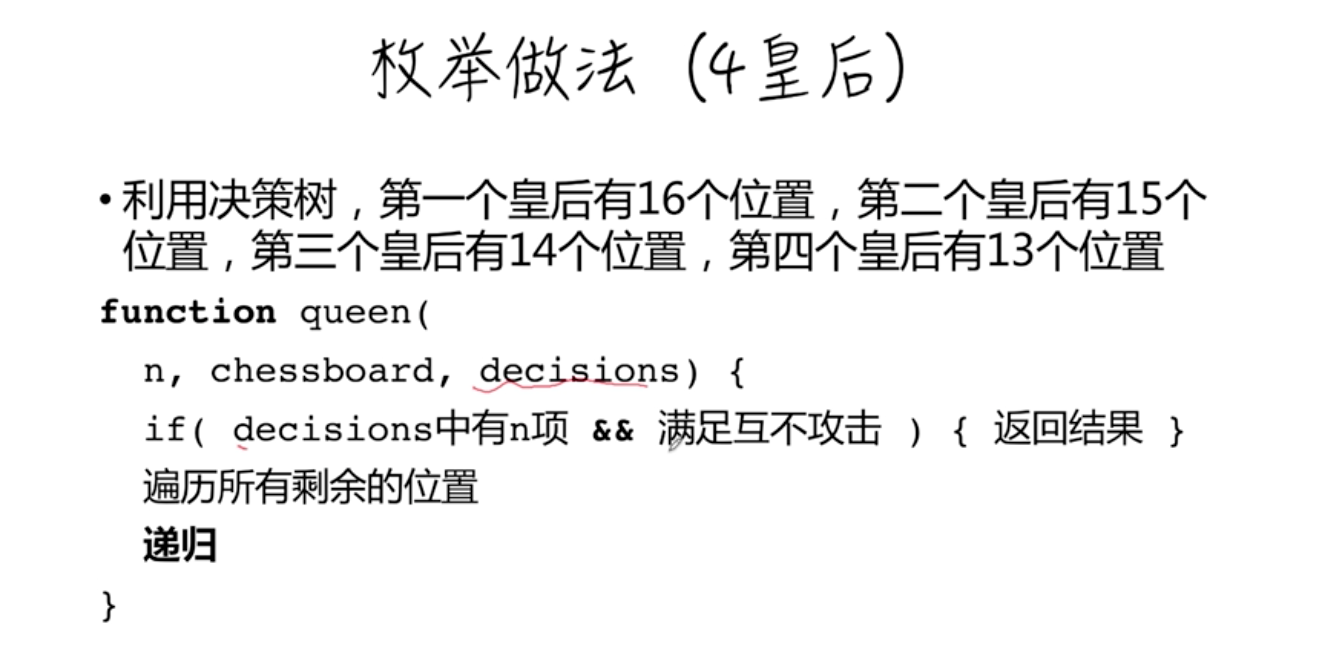 枚举做法（4皇后）
• 利用决策树，第一个皇后有16个位置，第二个皇后有15个
位置，第三个皇后有14个位置，第四个皇后有13个位置
function queen(
n, chessboard, decisions) {
if( decisions中有n项 && 满足互不攻击 ) { 返回结果 }
遍历所有剩余的位置
递归
}